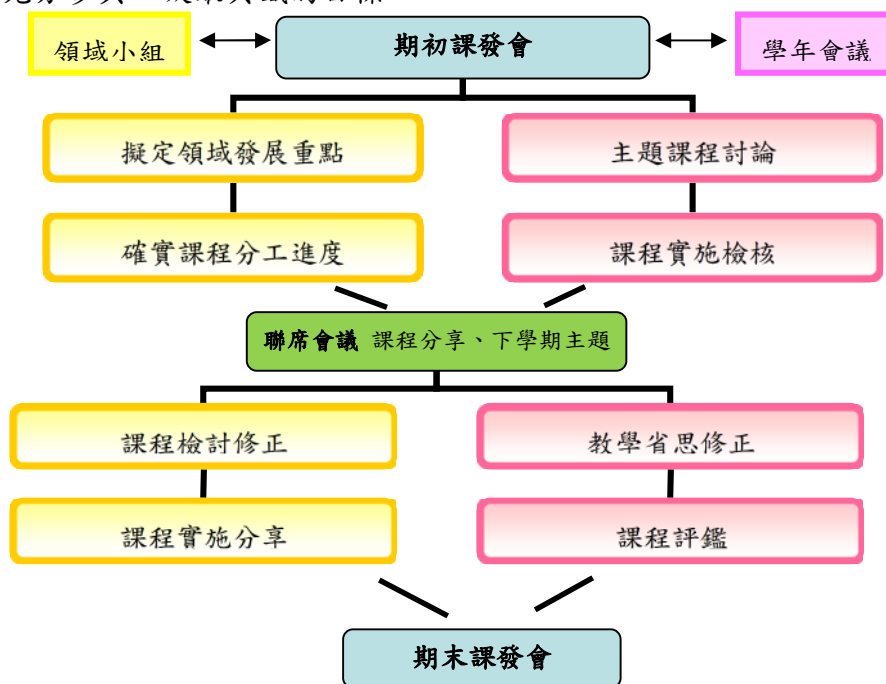 領域小組
期初課發會
學年會議
擬定領域發展重點
主題課程討論
確實課程分工進度
課程實施檢核
聯席會議 課程分享、下學期主題
課程檢討修正
教學省思修正
課程實施分享
課程評鑑
期末課發會